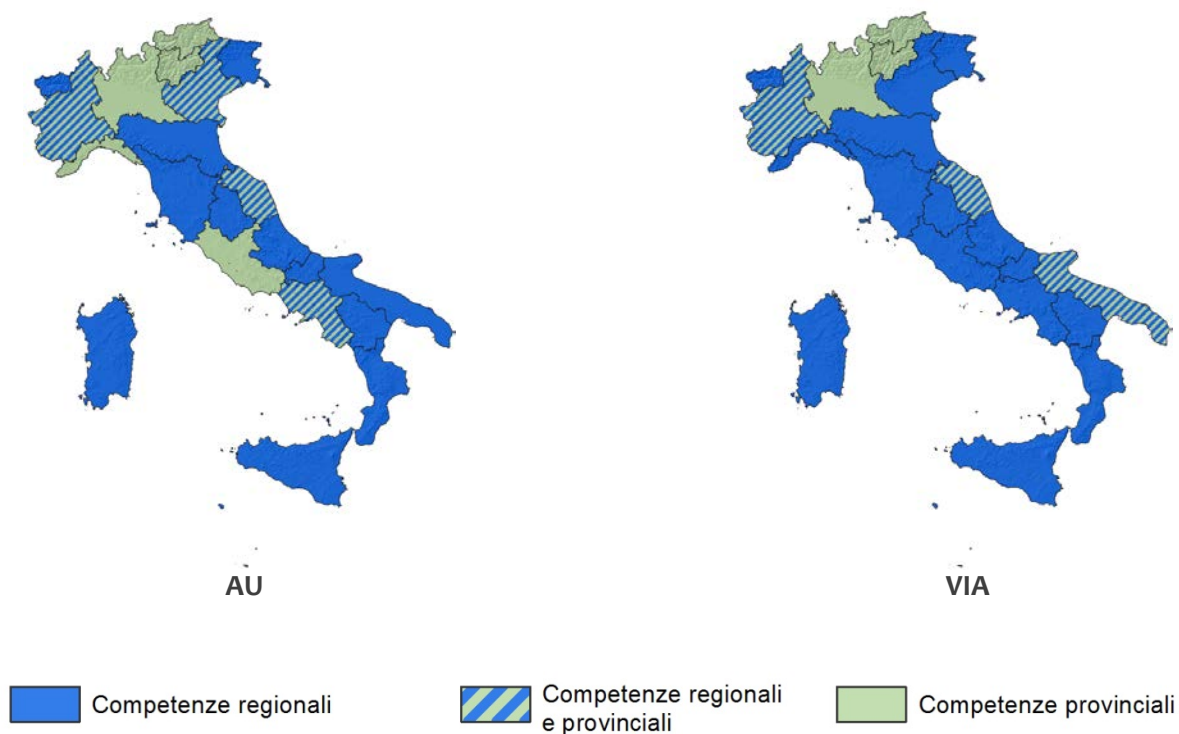 AU
VIA
Competenze regionali
Competenze regionali
e provinciali
Competenze provinciali